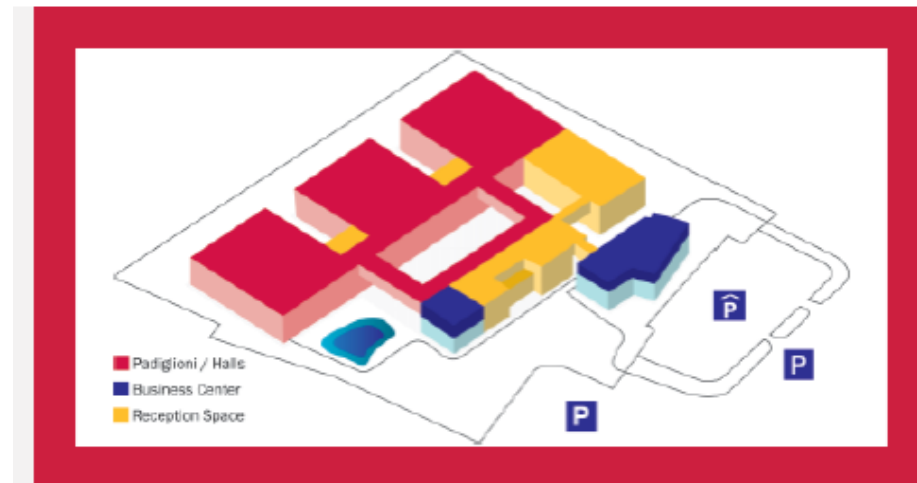 P
P
Padiglioni / Halls
Business Center
Reception Space
P